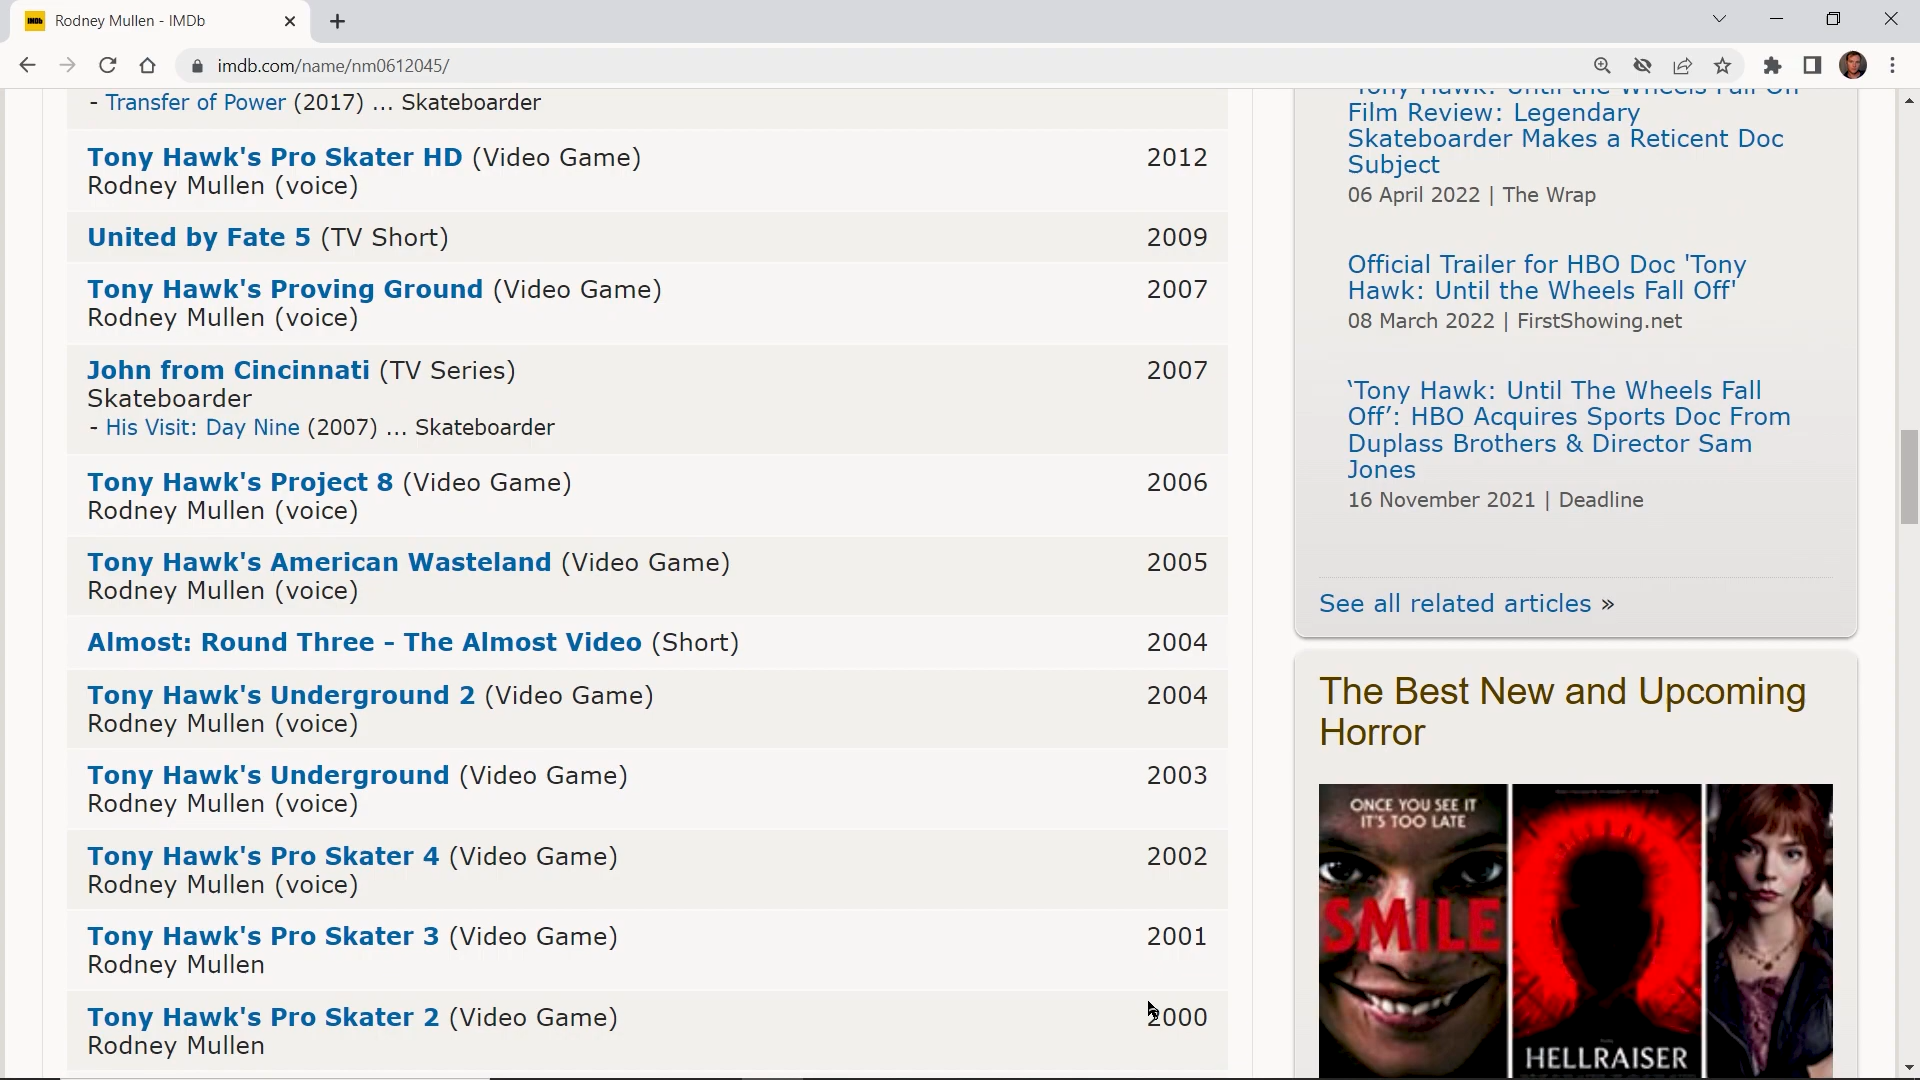 Rodney Mullen - IMDb
imdb.com/name/nm0612045/
- Transfer of Power (2017) ... Skateboarder
Tony Hawk's Pro Skater HD (Video Game) 2012
Rodney Mullen (voice)
United by Fate 5 (TV Short) 2009
Tony Hawk's Proving Ground (Video Game) 2007
Rodney Mullen (voice)
John from Cincinnati (TV Series) 2007
Skateboarder
- His Visit: Day Nine (2007) ... Skateboarder
Tony Hawk's Project 8 (Video Game) 2006
Rodney Mullen (voice)
Tony Hawk's American Wasteland (Video Game) 2005
Rodney Mullen (voice)
Almost: Round Three - The Almost Video (Short) 2004
Tony Hawk's Underground 2 (Video Game) 2004
Rodney Mullen (voice)
Tony Hawk's Underground (Video Game) 2003
Rodney Mullen (voice)
Tony Hawk's Pro Skater 4 (Video Game) 2002
Rodney Mullen (voice)
Tony Hawk's Pro Skater 3 (Video Game) 2001
Rodney Mullen
Tony Hawk's Pro Skater 2 (Video Game) 2000
Rodney Mullen
'Tony Hawk: Until the Wheels Fall Off'
Film Review: Legendary
Skateboarder Makes a Reticent Doc
Subject
06 April 2022 | The Wrap
Official Trailer for HBO Doc 'Tony
Hawk: Until the Wheels Fall Off'
08 March 2022 | FirstShowing.net
‘Tony Hawk: Until The Wheels Fall
Off’: HBO Acquires Sports Doc From
Duplass Brothers & Director Sam
Jones
16 November 2021 | Deadline
See all related articles »
The Best New and Upcoming
Horror
ONCE YOU SEE IT
IT'S TOO LATE
SMILE
HELLRAISER